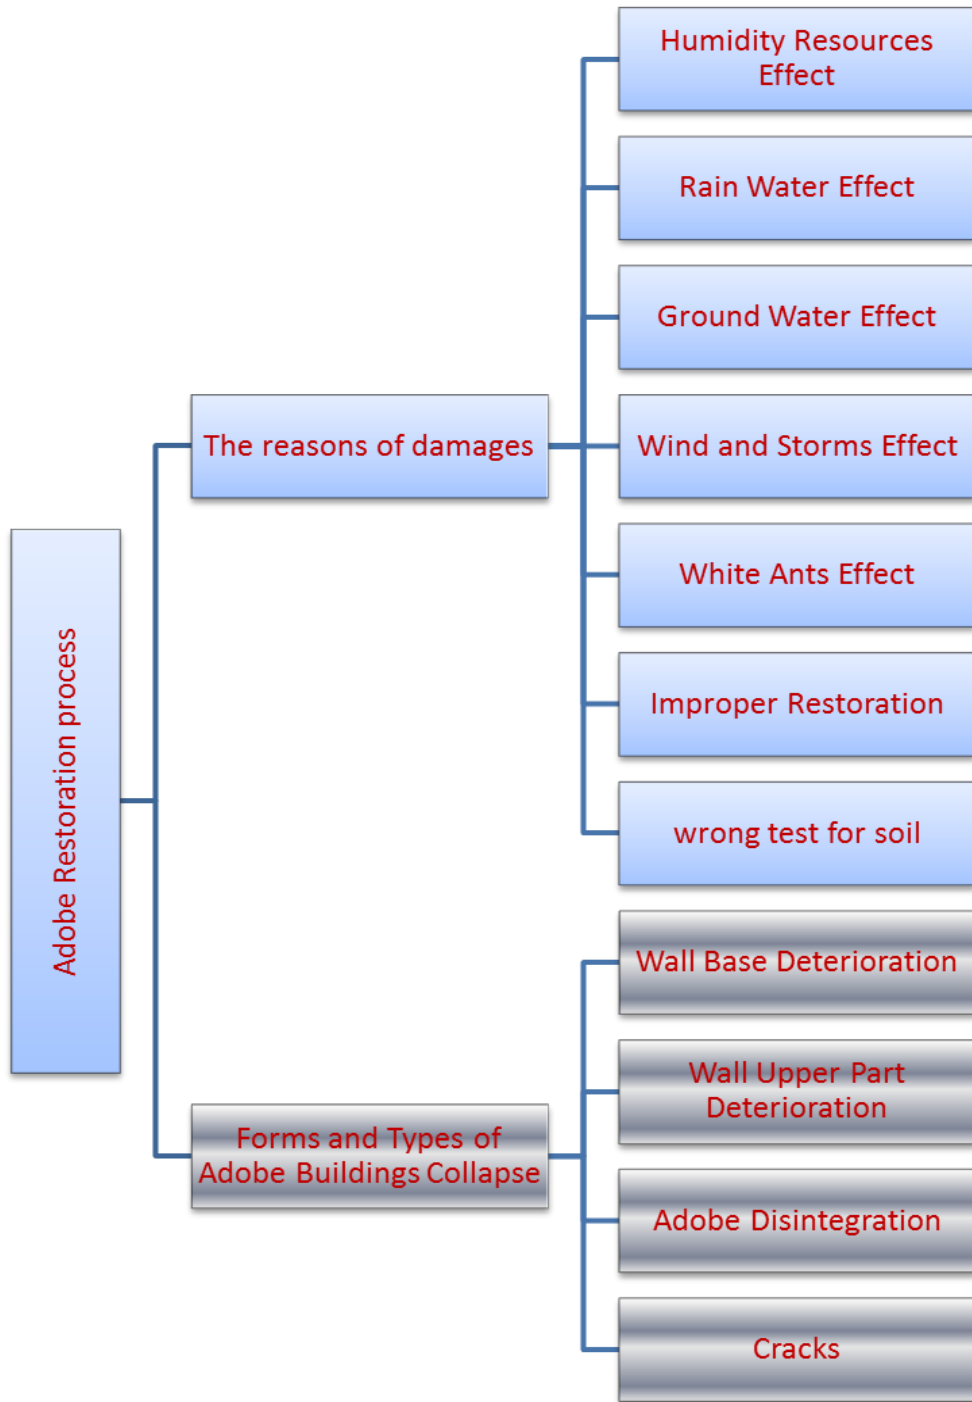 Adobe Restoration process
The reasons of damages
Humidity Resources
Effect
Rain Water Effect
Ground Water Effect
Wind and Storms Effect
White Ants Effect
Improper Restoration
wrong test for soil
Forms and Types of
Adobe Buildings Collapse
Wall Base Deterioration
Wall Upper Part
Deterioration
Adobe Disintegration
Cracks